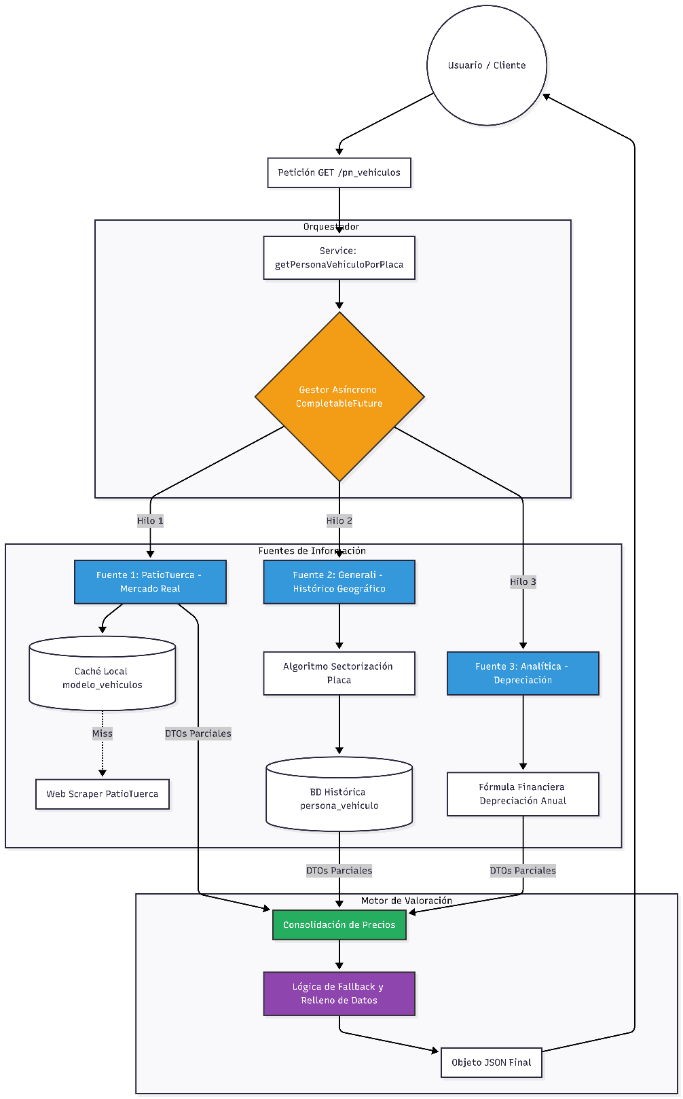 Usuario / Cliente
Petición GET /pn_vehiculos
Orquestador
Service:
getPersonaVehiculoPorPlaca
Gestor Asíncrono
CompletableFuture
Hilo 1
Hilo 2
Hilo 3
Fuentes de Información
Fuente 1: PatioTuerca -
Mercado Real
Fuente 2: Generali -
Histórico Geográfico
Caché Local
modelo_vehiculos
Algoritmo Sectorización
Placa
Fuente 3: Analítica -
Depreciación
Miss
DTOs Parciales
Web Scraper PatioTuerca
BD Histórica
persona_vehiculo
Fórmula Financiera
Depreciación Anual
DTOs Parciales
DTOs Parciales
Motor de Valoración
Consolidación de Precios
Lógica de Fallback y
Relleno de Datos
Objeto JSON Final